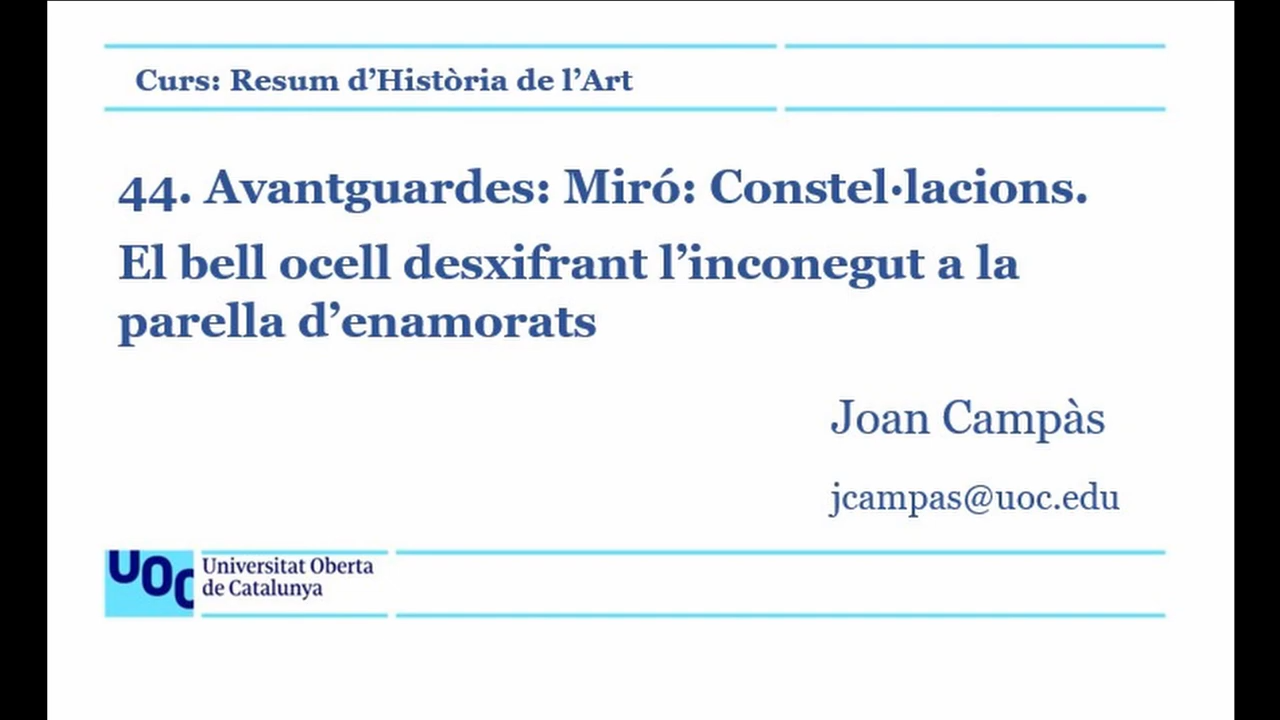 Curs: Resum d’Història de l’Art
44. Avantguardes: Miró: Constel·lacions.
El bell ocell desxifrant l’inconegut a la
parella d’enamorats
Joan Campàs
jcampas@uoc.edu
UOC
Universitat Oberta
de Catalunya